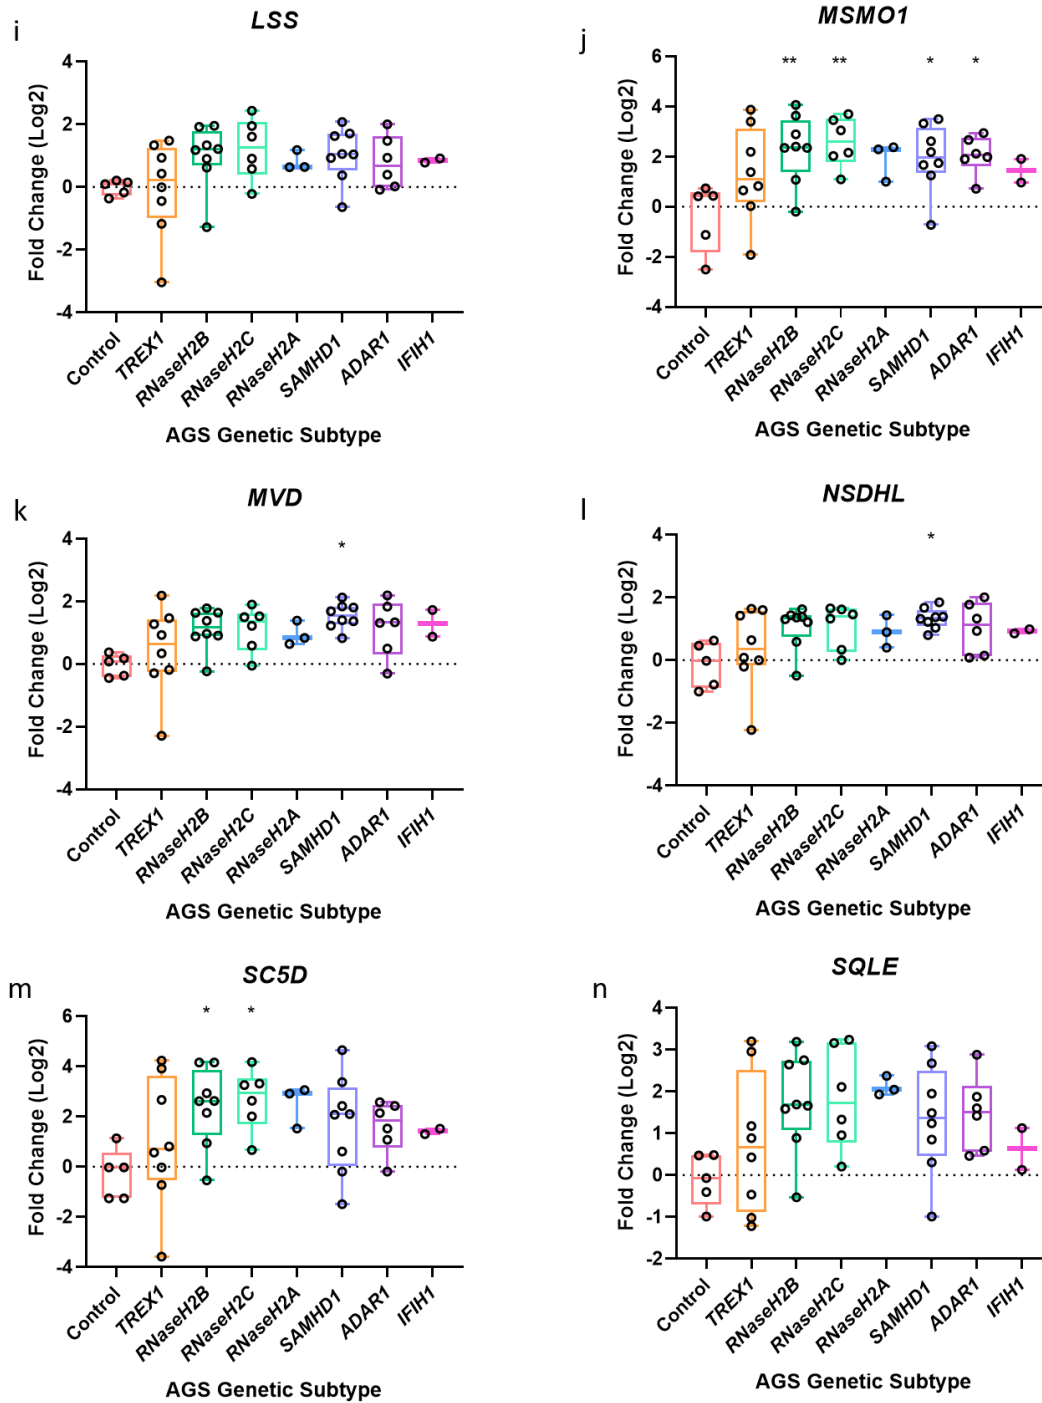 i
LSS
Fold Change (Log2)
4
2
0
-2
-4
Control
TREX1
RNaseH2B
RNaseH2C
RNaseH2A
SAMHD1
ADAR1
IFIH1
AGS Genetic Subtype
j
MSMO1
** ** * *
Fold Change (Log2)
6
4
2
0
-2
-4
Control
TREX1
RNaseH2B
RNaseH2C
RNaseH2A
SAMHD1
ADAR1
IFIH1
AGS Genetic Subtype
k
MVD
*
Fold Change (Log2)
4
2
0
-2
-4
Control
TREX1
RNaseH2B
RNaseH2C
RNaseH2A
SAMHD1
ADAR1
IFIH1
AGS Genetic Subtype
l
NSDHL
*
Fold Change (Log2)
4
2
0
-2
-4
Control
TREX1
RNaseH2B
RNaseH2C
RNaseH2A
SAMHD1
ADAR1
IFIH1
AGS Genetic Subtype
m
SC5D
* *
Fold Change (Log2)
6
4
2
0
-2
-4
Control
TREX1
RNaseH2B
RNaseH2C
RNaseH2A
SAMHD1
ADAR1
IFIH1
AGS Genetic Subtype
n
SQLE
Fold Change (Log2)
4
3
2
1
0
-1
-2
Control
TREX1
RNaseH2B
RNaseH2C
RNaseH2A
SAMHD1
ADAR1
IFIH1
AGS Genetic Subtype